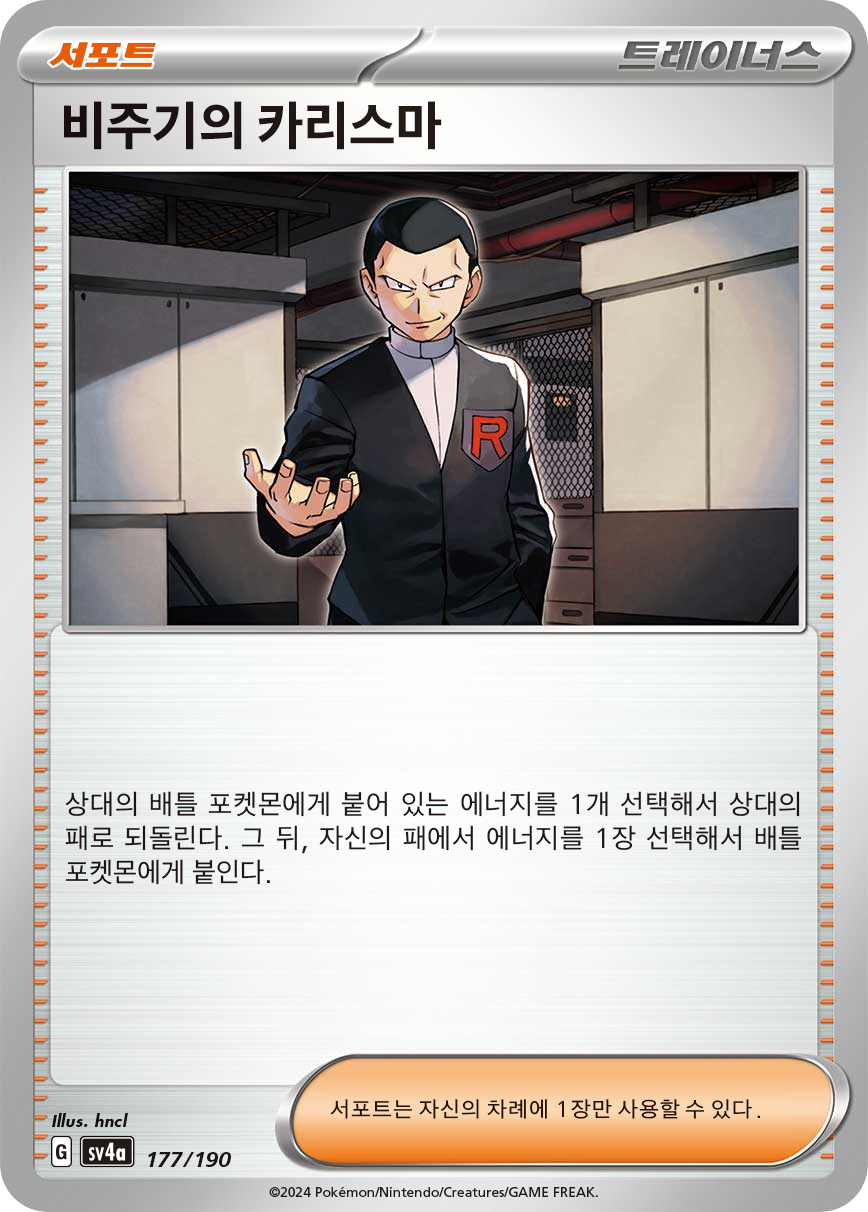 서포트
트레이너스
비주기의 카리스마
R
상대의 배틀 포켓몬에게 붙어 있는 에너지를 1개 선택해서 상대의
패로 되돌린다. 그 뒤, 자신의 패에서 에너지를 1장 선택해서 배틀
포켓몬에게 붙인다.
서포트는 자신의 차례에 1장만 사용할 수 있다.
Illus. hncl
G sv4a 177/190
©2024 Pokémon/Nintendo/Creatures/GAME FREAK.